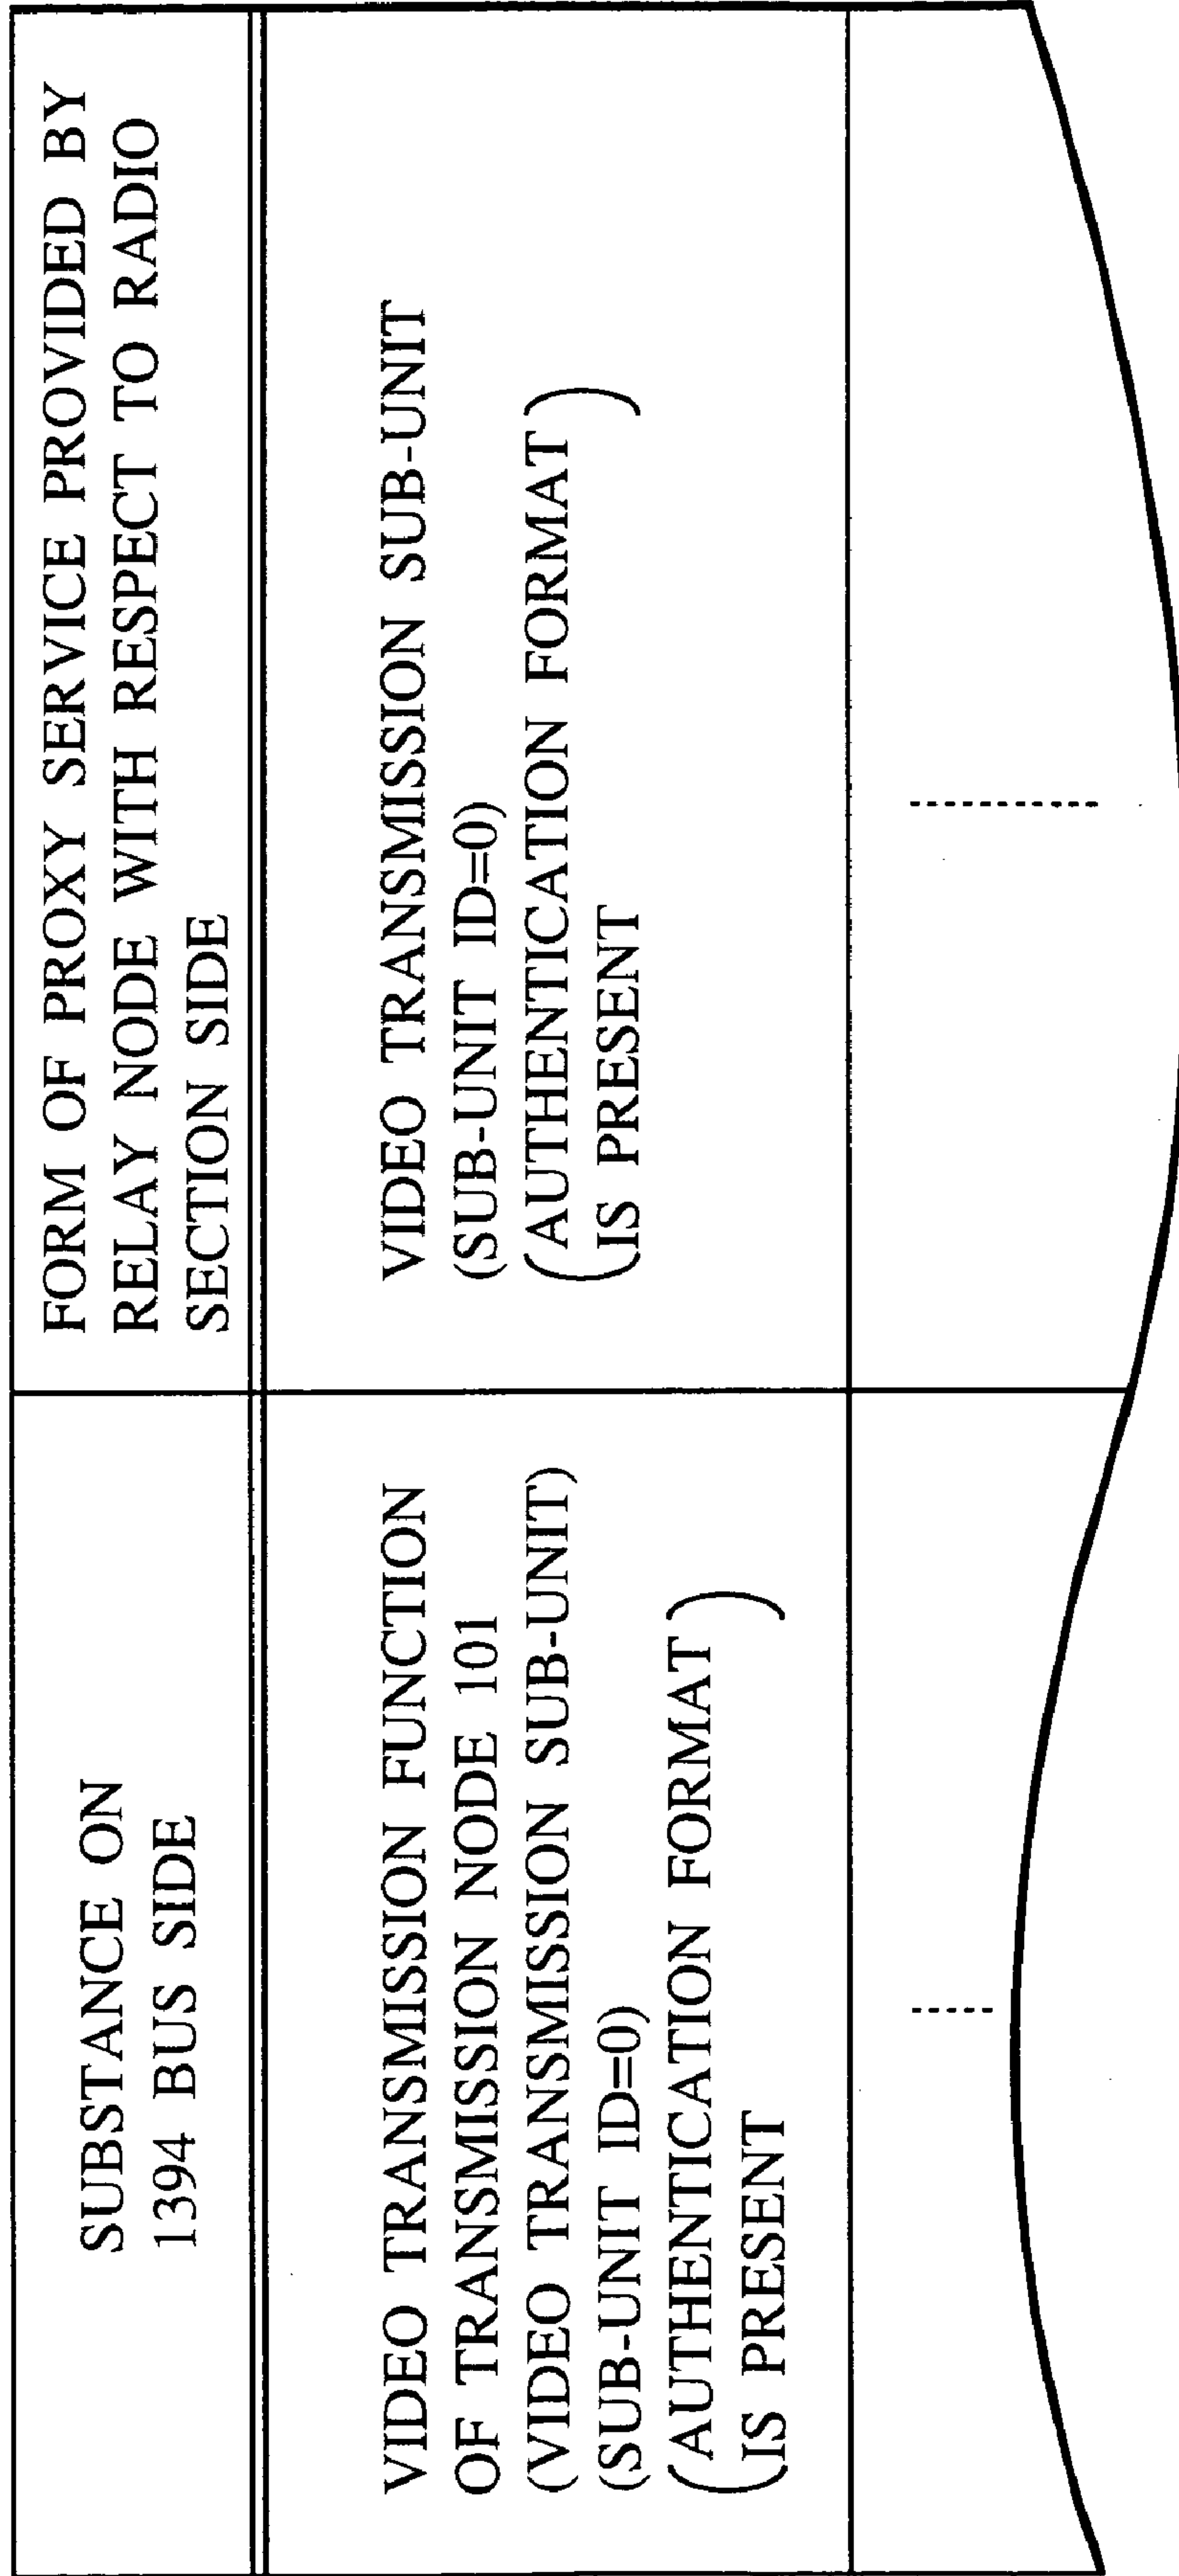 SUBSTANCE ON
1394 BUS SIDE
FORM OF PROXY SERVICE PROVIDED BY
RELAY NODE WITH RESPECT TO RADIO
SECTION SIDE
VIDEO TRANSMISSION FUNCTION
OF TRANSMISSION NODE 101
(VIDEO TRANSMISSION SUB-UNIT)
(SUB-UNIT ID=0)
(AUTHENTICATION FORMAT
IS PRESENT)
VIDEO TRANSMISSION SUB-UNIT
(SUB-UNIT ID=0)
(AUTHENTICATION FORMAT
IS PRESENT)